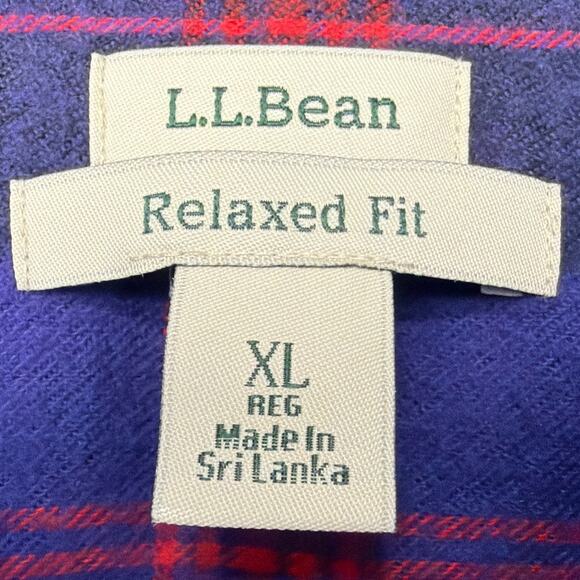 L.L.Bean
Relaxed Fit
XL
REG
Made In
Sri Lanka